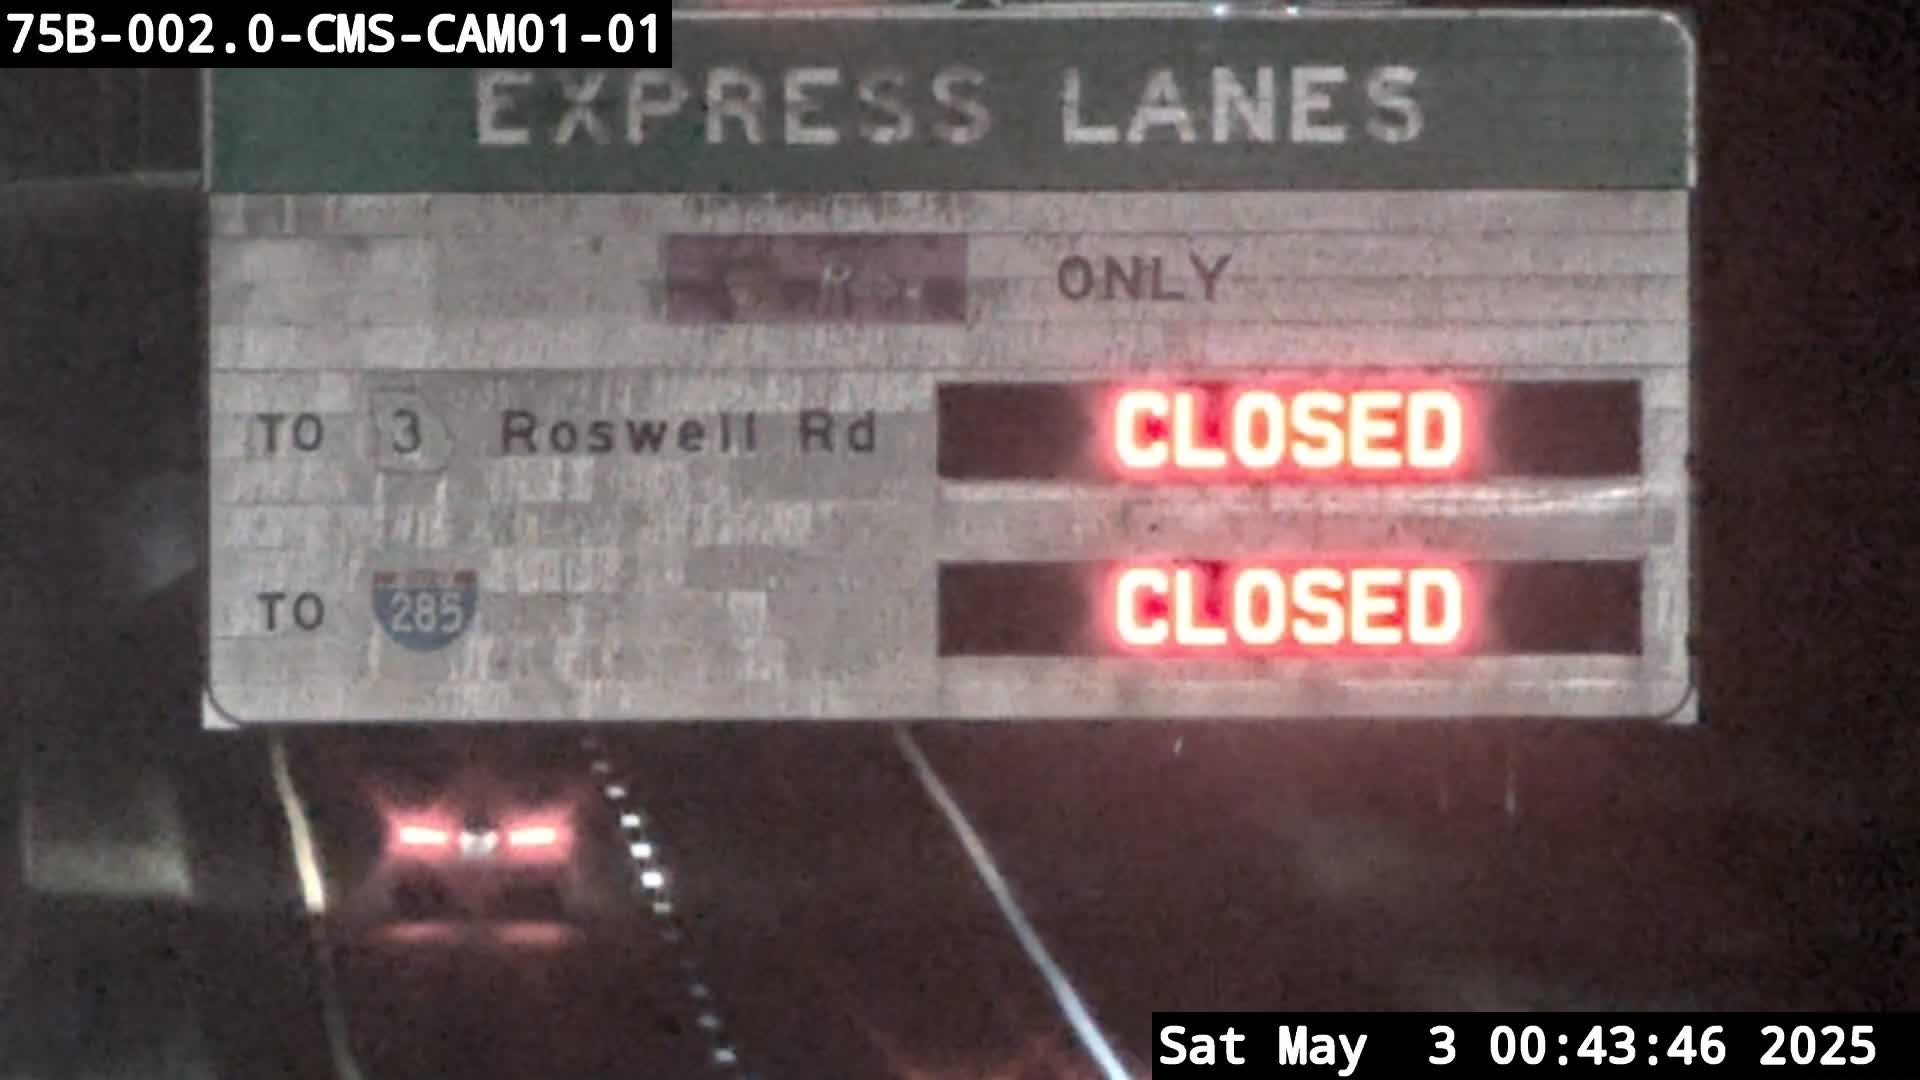 75B-002.0-CMS-CAM01-01
EXPRESS LANES
ONLY
TO 3 Roswell Rd CLOSED
TO 285 CLOSED
Sat May 3 00:43:46 2025